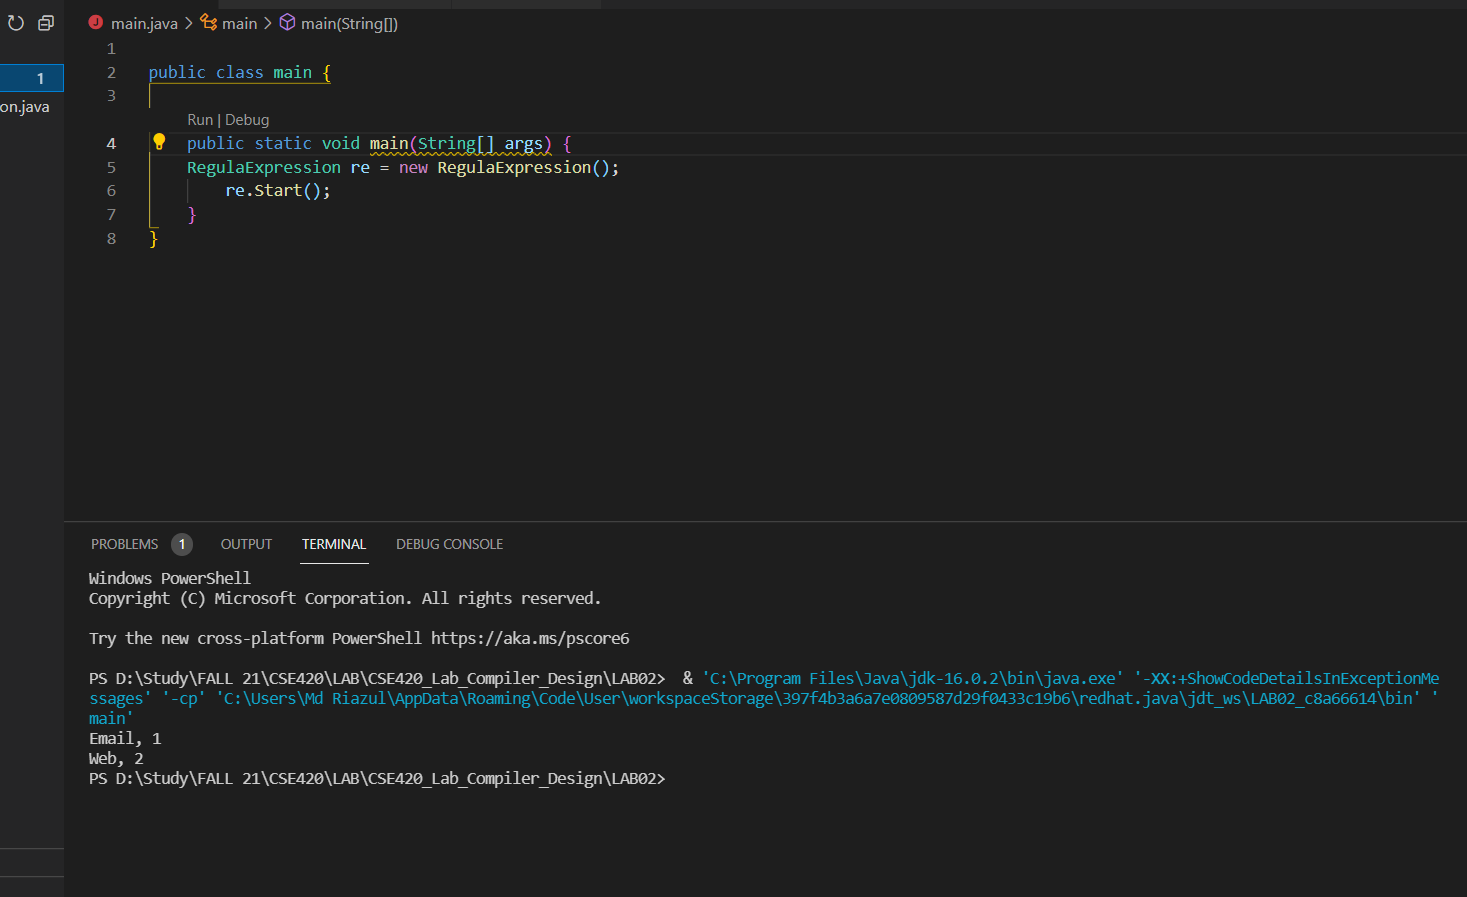 main.java > main > main(String[])
1
on.java
1
2 public class main {
3
Run | Debug
4 public static void main(String[] args) {
5 RegulaExpression re = new RegulaExpression();
6 re.Start();
7 }
8 }
PROBLEMS 1 OUTPUT TERMINAL DEBUG CONSOLE
Windows PowerShell
Copyright (C) Microsoft Corporation. All rights reserved.
Try the new cross-platform PowerShell https://aka.ms/pscore6
PS D:\Study\FALL 21\CSE420\LAB\CSE420_Lab_Compiler_Design\LAB02> & 'C:\Program Files\Java\jdk-16.0.2\bin\java.exe' '-XX:+ShowCodeDetailsInExceptionMe
ssages' '-cp' 'C:\Users\Md Riazul\AppData\Roaming\Code\User\workspaceStorage\397f4b3a6a7e0809587d29f0433c19b6\redhat.java\jdt_ws\LAB02_c8a66614\bin' '
main'
Email, 1
Web, 2
PS D:\Study\FALL 21\CSE420\LAB\CSE420_Lab_Compiler_Design\LAB02>